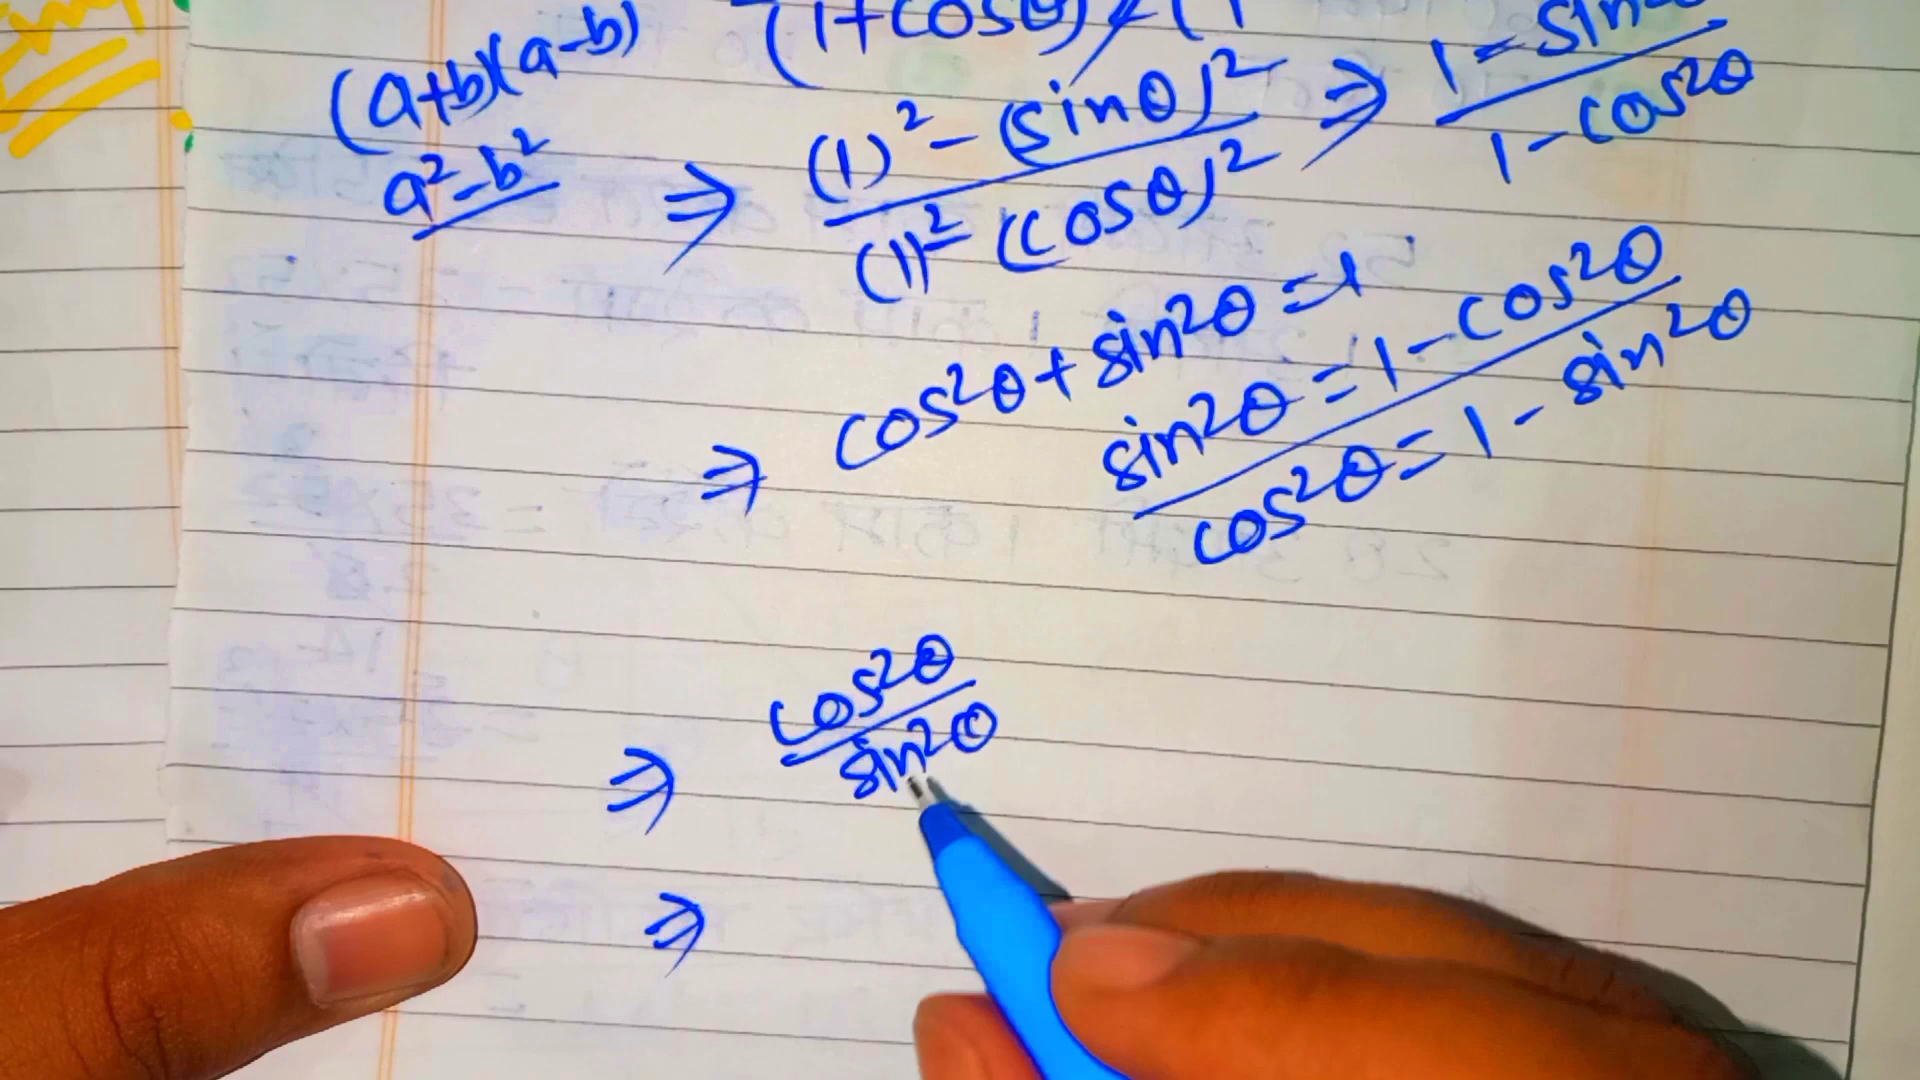 (a+b)(a-b) (1+cosθ)
a²-b² ⇒ (1)² - (sinθ)² / (1)² - (cosθ)² ⇒ 1 - sin² / 1 - cos²θ
⇒ cos²θ + sin²θ = 1
sin²θ = 1 - cos²θ
cos²θ = 1 - sin²θ
⇒ cos²θ / sin²θ
⇒